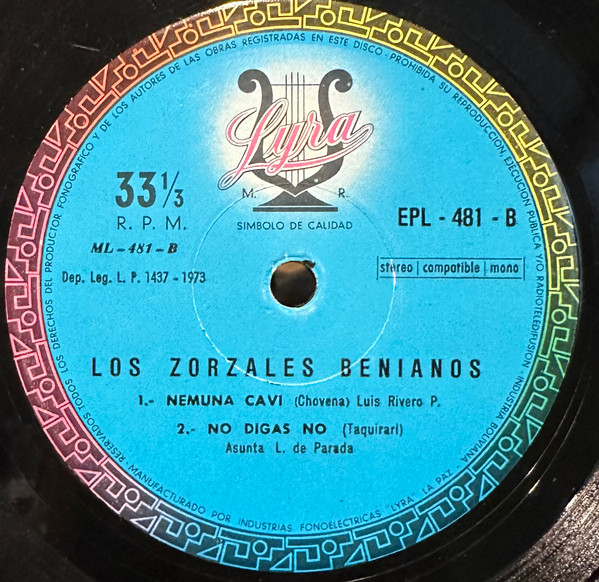 RESERVADOS TODOS LOS DERECHOS DEL PRODUCTOR FONOGRAFICO Y DE LOS AUTORES DE LAS OBRAS REGISTRADAS EN ESTE DISCO - PROHIBIDA SU REPRODUCCION, EJECUCION PUBLICA Y/O RADIOTELEDIFUSION - INDUSTRIA BOLIVIANA
Lyra
M. R.
SIMBOLO DE CALIDAD
33 1/3
R. P. M.
ML-481-B
Dep. Leg. L. P. 1437-1973
EPL - 481 - B
stereo | compatible | mono
LOS ZORZALES BENIANOS
1.- NEMUNA CAVI (Chovena) Luis Rivero P.
2.- NO DIGAS NO (Taquirari)
Asunta L. de Parada
MANUFACTURADO POR INDUSTRIAS FONOELECTRICAS "LYRA" LA PAZ -